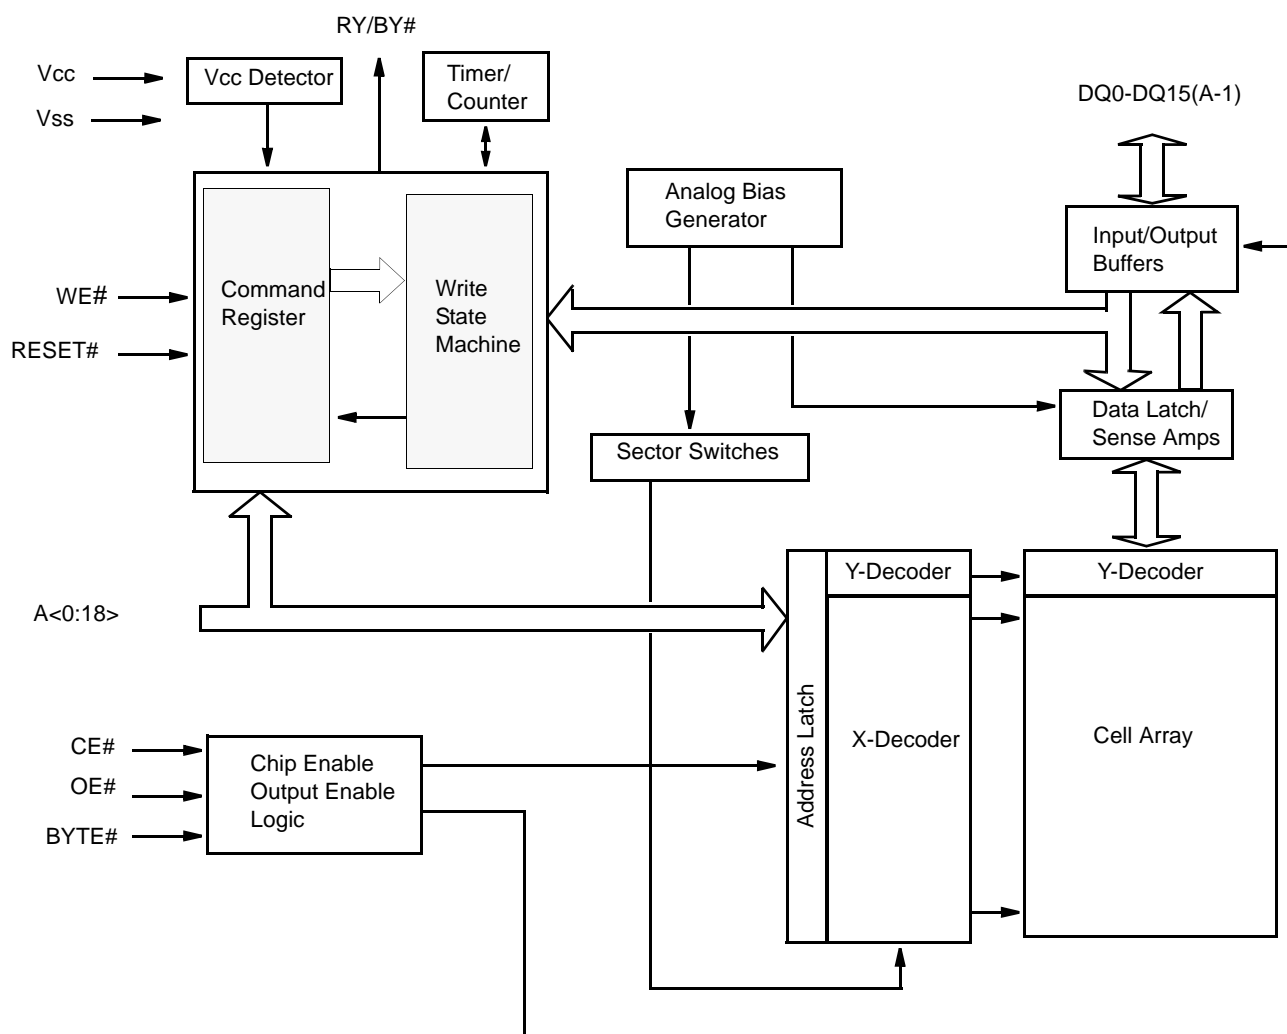 RY/BY#
Vcc
Vss
Vcc Detector
Timer/
Counter
DQ0-DQ15(A-1)
Analog Bias
Generator
Input/Output
Buffers
WE#
RESET#
Command
Register
Write
State
Machine
Data Latch/
Sense Amps
Sector Switches
A<0:18>
Y-Decoder
Y-Decoder
Address Latch
X-Decoder
Cell Array
CE#
OE#
BYTE#
Chip Enable
Output Enable
Logic